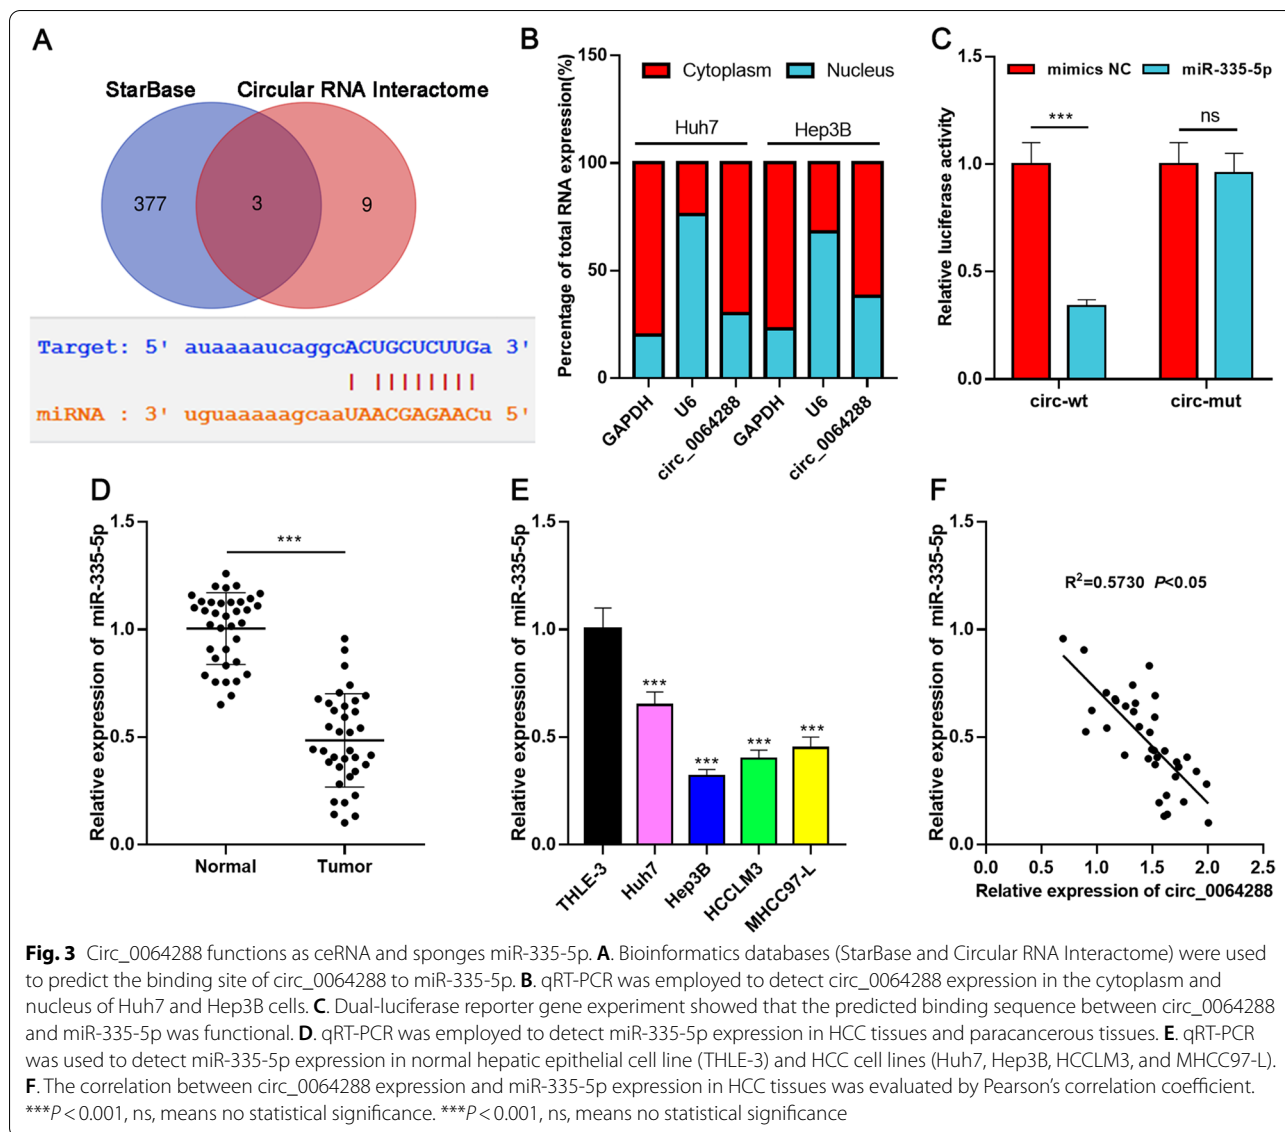 A
StarBase Circular RNA Interactome
377 3 9
Target: 5' auaaaaucaggcACUGCUCUUGa 3'
miRNA : 3' uguaaaaagcaaUAACGAGAACu 5'
B
Percentage of total RNA expression(%)
150
100
50
0
Cytoplasm Nucleus
Huh7 Hep3B
GAPDH U6 circ_0064288 GAPDH U6 circ_0064288
C
Relative luciferase activity
1.5
1.0
0.5
0.0
mimics NC miR-335-5p
*** ns
circ-wt circ-mut
D
Relative expression of miR-335-5p
1.5
1.0
0.5
0.0
***
Normal Tumor
E
Relative expression of miR-335-5p
1.5
1.0
0.5
0.0
*** *** *** ***
THLE-3 Huh7 Hep3B HCCLM3 MHCC97-L
F
Relative expression of miR-335-5p
1.5
1.0
0.5
0.0
R²=0.5730 P<0.05
0.0 0.5 1.0 1.5 2.0 2.5
Relative expression of circ_0064288
Fig. 3 Circ_0064288 functions as ceRNA and sponges miR-335-5p. A. Bioinformatics databases (StarBase and Circular RNA Interactome) were used
to predict the binding site of circ_0064288 to miR-335-5p. B. qRT-PCR was employed to detect circ_0064288 expression in the cytoplasm and
nucleus of Huh7 and Hep3B cells. C. Dual-luciferase reporter gene experiment showed that the predicted binding sequence between circ_0064288
and miR-335-5p was functional. D. qRT-PCR was employed to detect miR-335-5p expression in HCC tissues and paracancerous tissues. E. qRT-PCR
was used to detect miR-335-5p expression in normal hepatic epithelial cell line (THLE-3) and HCC cell lines (Huh7, Hep3B, HCCLM3, and MHCC97-L).
F. The correlation between circ_0064288 expression and miR-335-5p expression in HCC tissues was evaluated by Pearson's correlation coefficient.
***P < 0.001, ns, means no statistical significance. ***P < 0.001, ns, means no statistical significance